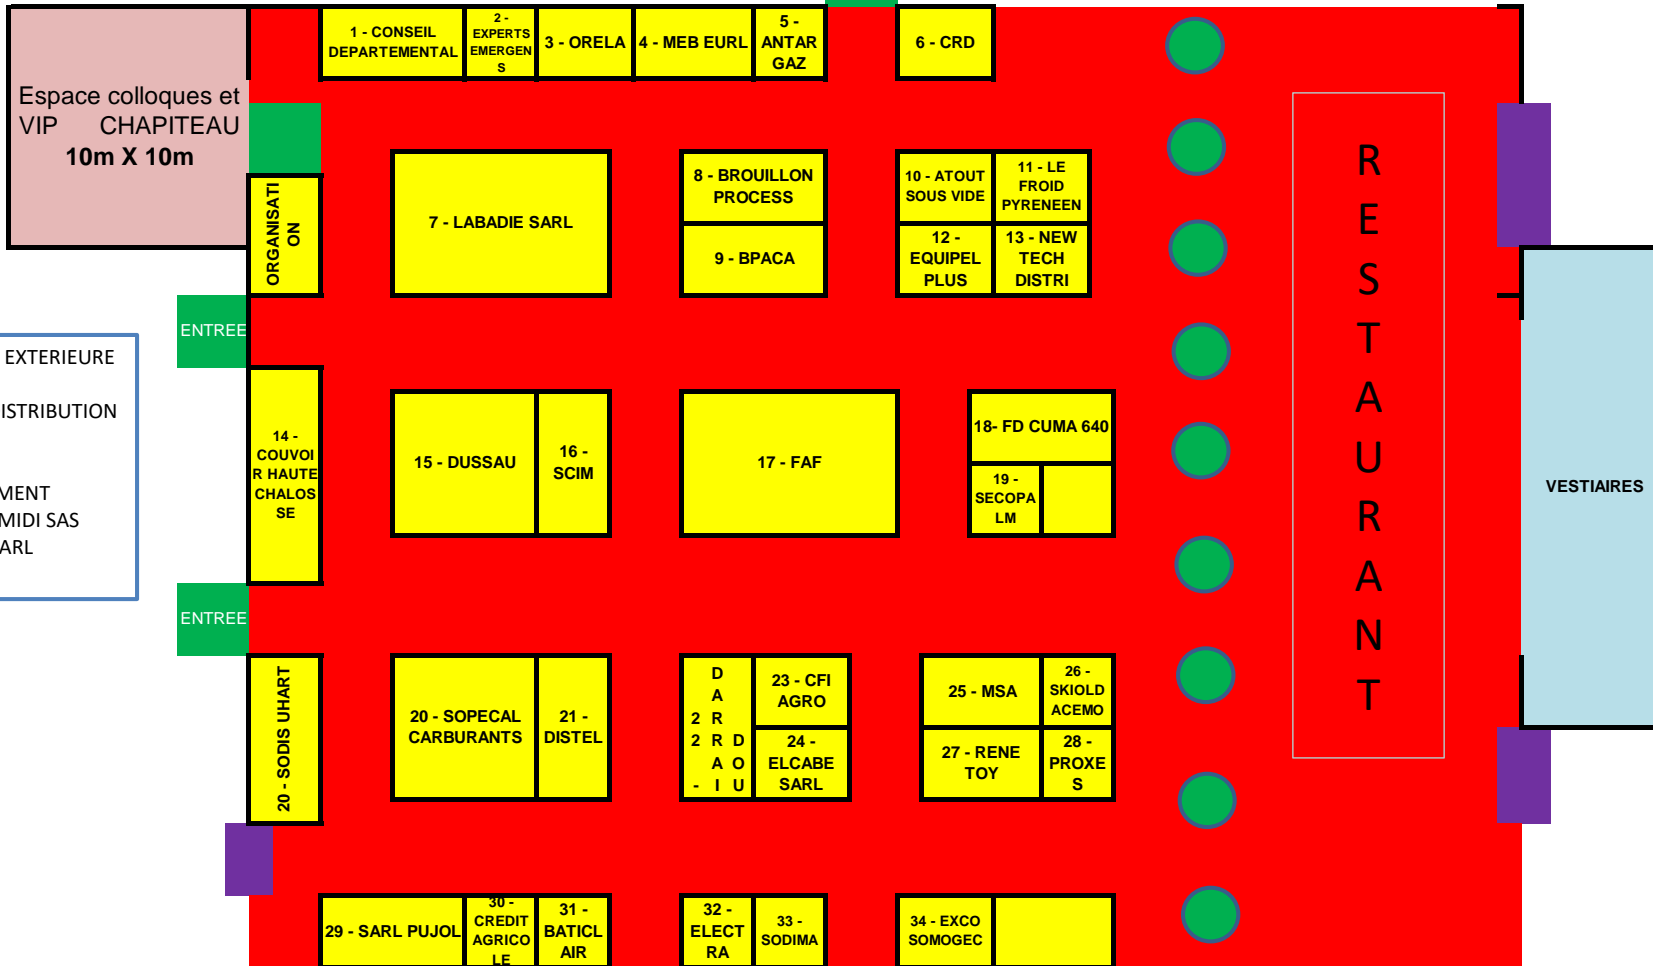 1 - CONSEIL
DEPARTEMENTAL
2 -
EXPERTS
EMERGEN
S
3 - ORELA
4 - MEB EURL
5 -
ANTAR
GAZ
6 - CRD
Espace colloques et
VIP CHAPITEAU
10m X 10m
ORGANISATI
ON
7 - LABADIE SARL
8 - BROUILLON
PROCESS
9 - BPACA
10 - ATOUT
SOUS VIDE
11 - LE
FROID
PYRENEEN
12 -
EQUIPEL
PLUS
13 - NEW
TECH
DISTRI
RESTAURANT
ENTREE
EXTERIEURE
ISTRIBUTION
MENT
MIDI SAS
ARL
14 -
COUVOI
R HAUTE
CHALOS
SE
15 - DUSSAU
16 -
SCIM
17 - FAF
18- FD CUMA 640
19 -
SECOPA
LM
VESTIAIRES
ENTREE
20 - SODIS UHART
20 - SOPECAL
CARBURANTS
21 -
DISTEL
22 - DARRAI
DOU
23 - CFI
AGRO
24 -
ELCABE
SARL
25 - MSA
26 -
SKIOLD
ACEMO
27 - RENE
TOY
28 -
PROXE
S
29 - SARL PUJOL
30 -
CREDIT
AGRICO
LE
31 -
BATICL
AIR
32 -
ELECT
RA
33 -
SODIMA
34 - EXCO
SOMOGEC